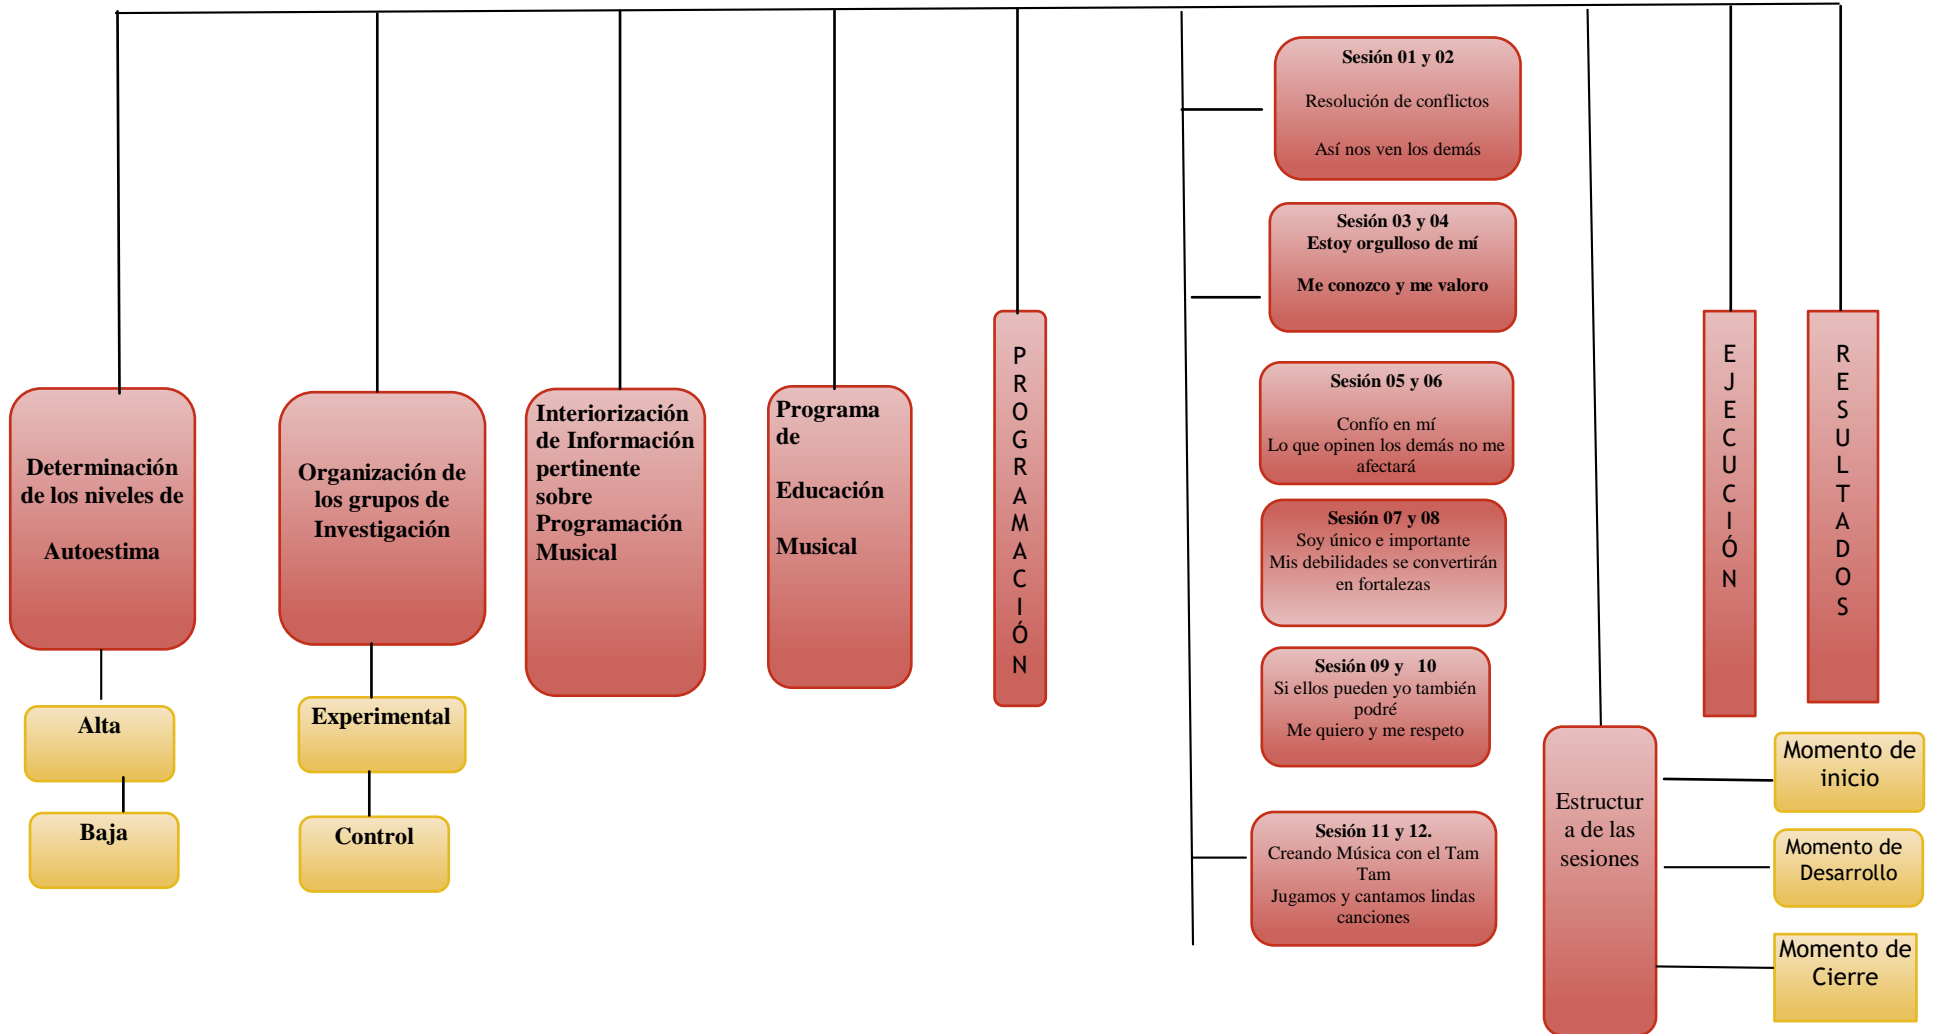 Determinación
de los niveles de
Autoestima
Alta
Baja
Organización de
los grupos de
Investigación
Experimental
Control
Interiorización
de Información
pertinente
sobre
Programación
Musical
Programa
de
Educación
Musical
P
R
O
G
R
A
M
A
C
I
Ó
N
Sesión 01 y 02
Resolución de conflictos
Así nos ven los demás
Sesión 03 y 04
Estoy orgulloso de mí
Me conozco y me valoro
Sesión 05 y 06
Confío en mí
Lo que opinen los demás no me
afectará
Sesión 07 y 08
Soy único e importante
Mis debilidades se convertirán
en fortalezas
Sesión 09 y 10
Si ellos pueden yo también
podré
Me quiero y me respeto
Sesión 11 y 12.
Creando Música con el Tam
Tam
Jugamos y cantamos lindas
canciones
Estructur
a de las
sesiones
Momento de
inicio
Momento de
Desarrollo
Momento de
Cierre
E
J
E
C
U
C
I
Ó
N
R
E
S
U
L
T
A
D
O
S